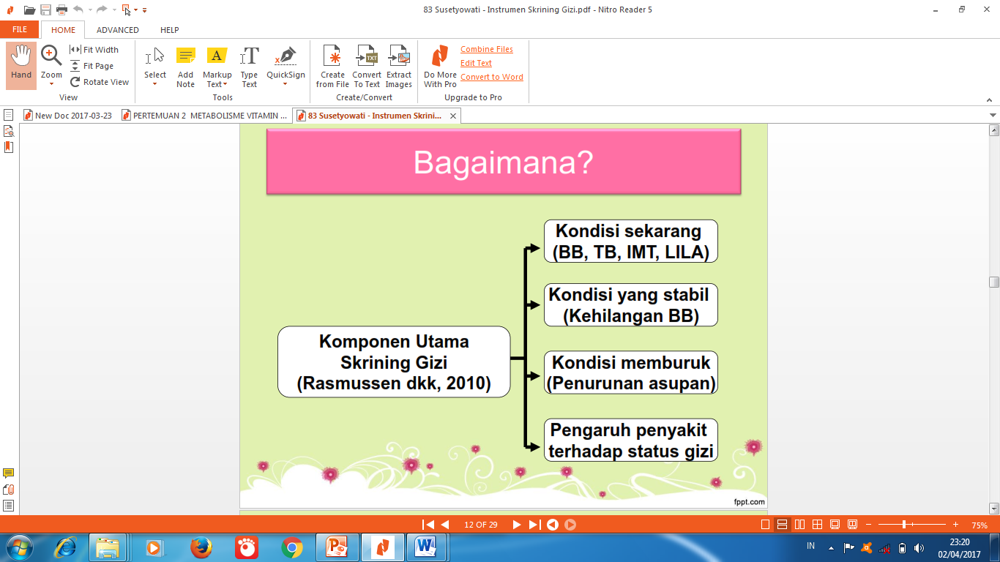 83 Susetyowati - Instrumen Skrining Gizi.pdf - Nitro Reader 5
FILE HOME ADVANCED HELP
Hand
Zoom
Fit Width
Fit Page
Rotate View
View
Select
Add Note
Markup Text
Type Text
QuickSign
Tools
Create from File
Convert To Text
Extract Images
Create/Convert
Do More With Pro
Combine Files
Edit Text
Convert to Word
Upgrade to Pro
New Doc 2017-03-23
PERTEMUAN 2 METABOLISME VITAMIN ...
83 Susetyowati - Instrumen Skrini...
Bagaimana?
Komponen Utama
Skrining Gizi
(Rasmussen dkk, 2010)
Kondisi sekarang
(BB, TB, IMT, LILA)
Kondisi yang stabil
(Kehilangan BB)
Kondisi memburuk
(Penurunan asupan)
Pengaruh penyakit
terhadap status gizi
fppt.com
12 OF 29
75%
IN
23:20
02/04/2017